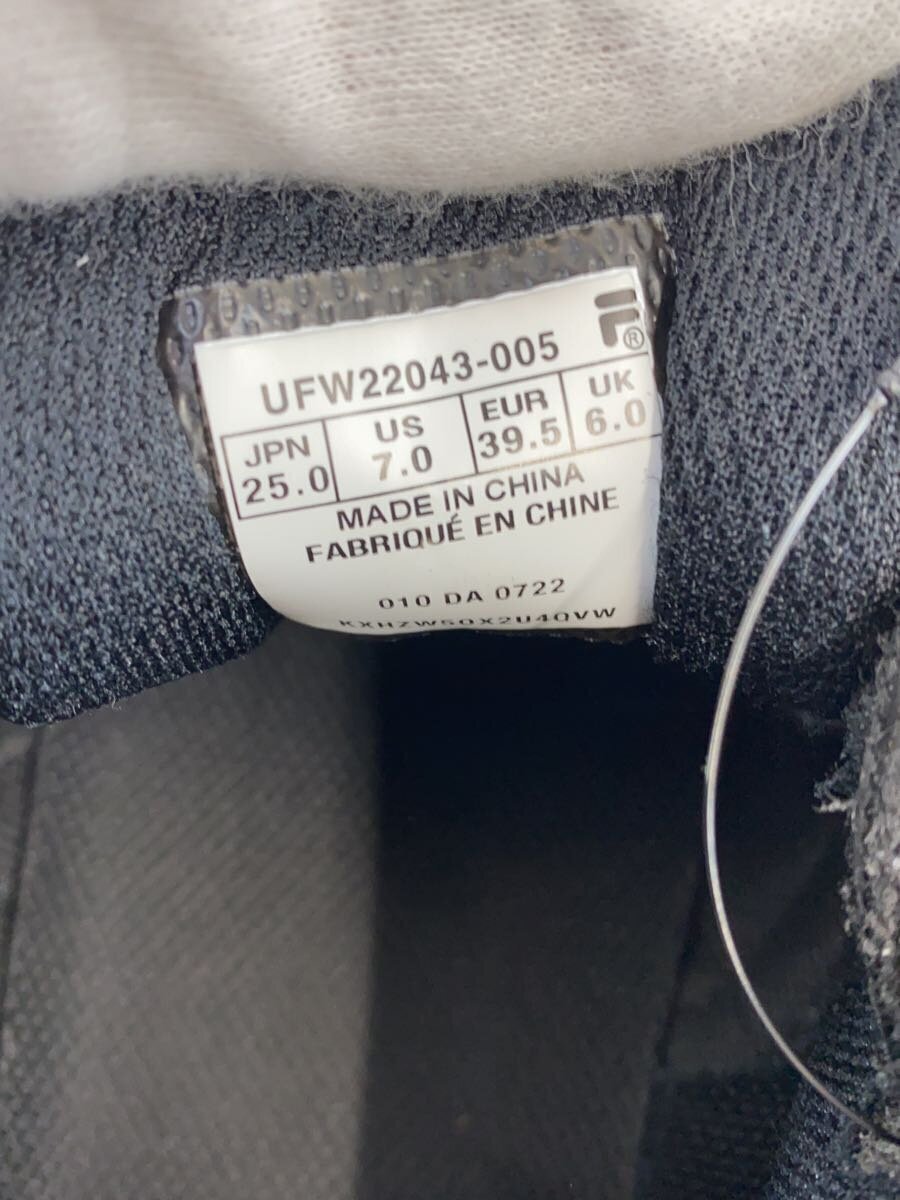 UFW22043-005
JPN US EUR UK
25.0 7.0 39.5 6.0
MADE IN CHINA
FABRIQUÉ EN CHINE
010 DA 0722